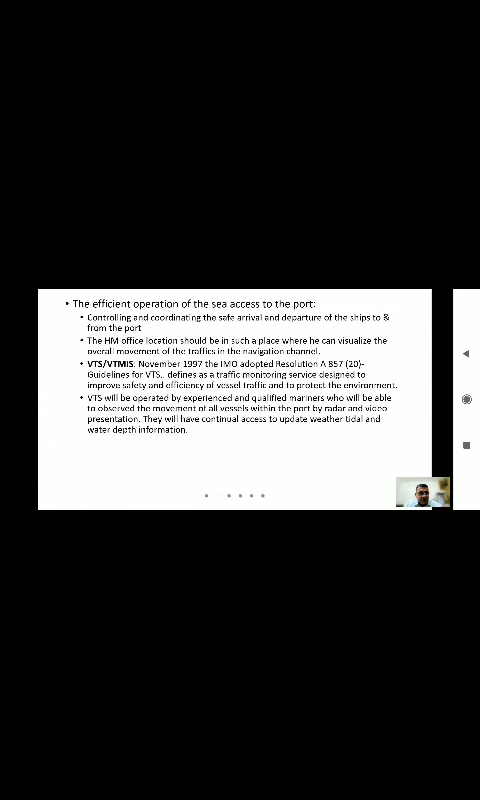 • The efficient operation of the sea access to the port:
• Controlling and coordinating the safe arrival and departure of the ships to &
from the port
• The HM office location should be in such a place where he can visualize the
overall movement of the traffics in the navigation channel.
• VTS/VTMIS: November 1997 the IMO adopted Resolution A 857 (20)-
Guidelines for VTS.. defines as a traffic monitoring service designed to
improve safety and efficiency of vessel traffic and to protect the environment.
• VTS will be operated by experienced and qualified mariners who will be able
to observed the movement of all vessels within the port by radar and video
presentation. They will have continual access to update weather tidal and
water depth information.